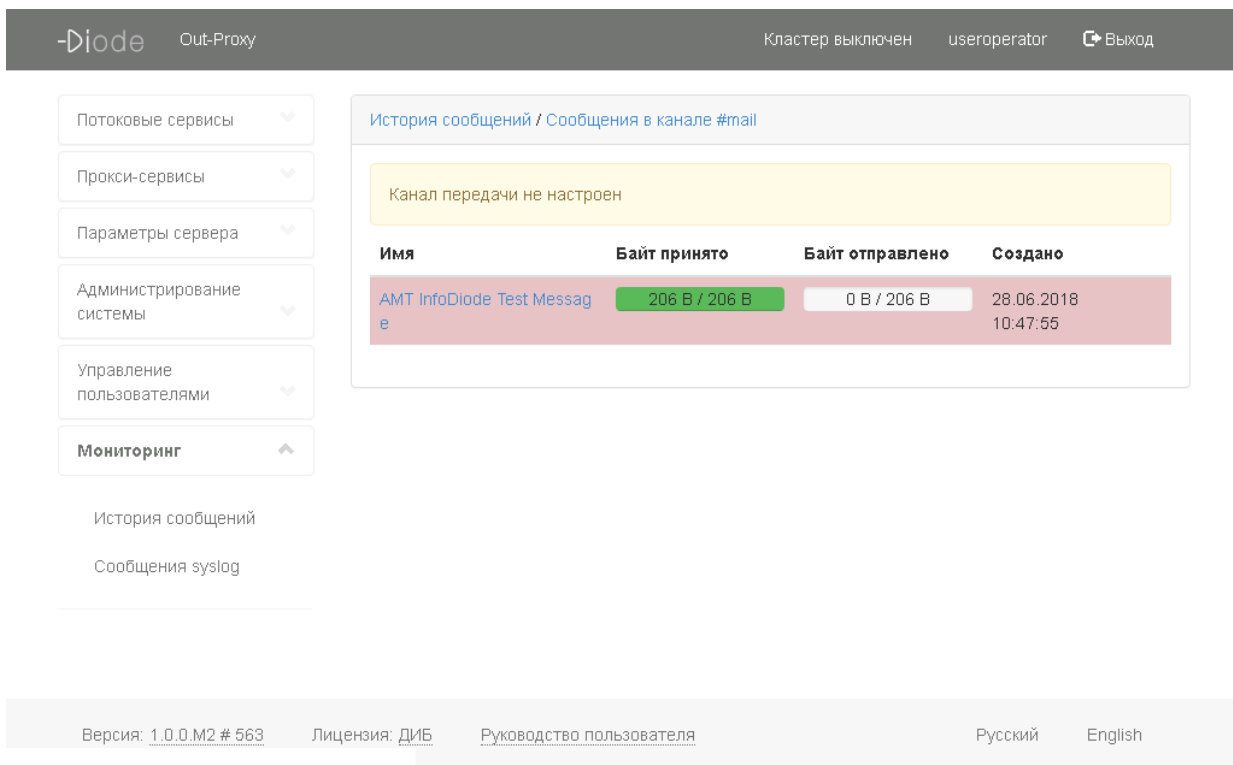 -Diode Out-Proxy Кластер выключен useroperator Выход
Потоковые сервисы
Прокси-сервисы
Параметры сервера
Администрирование
системы
Управление
пользователями
Мониторинг
История сообщений
Сообщения syslog
История сообщений / Сообщения в канале #mail
Канал передачи не настроен
Имя Байт принято Байт отправлено Создано
AMT InfoDiode Test Messag 206 B / 206 B 0 B / 206 B 28.06.2018
e 10:47:55
Версия: 1.0.0.M2 # 563 Лицензия: ДИБ Руководство пользователя Русский English